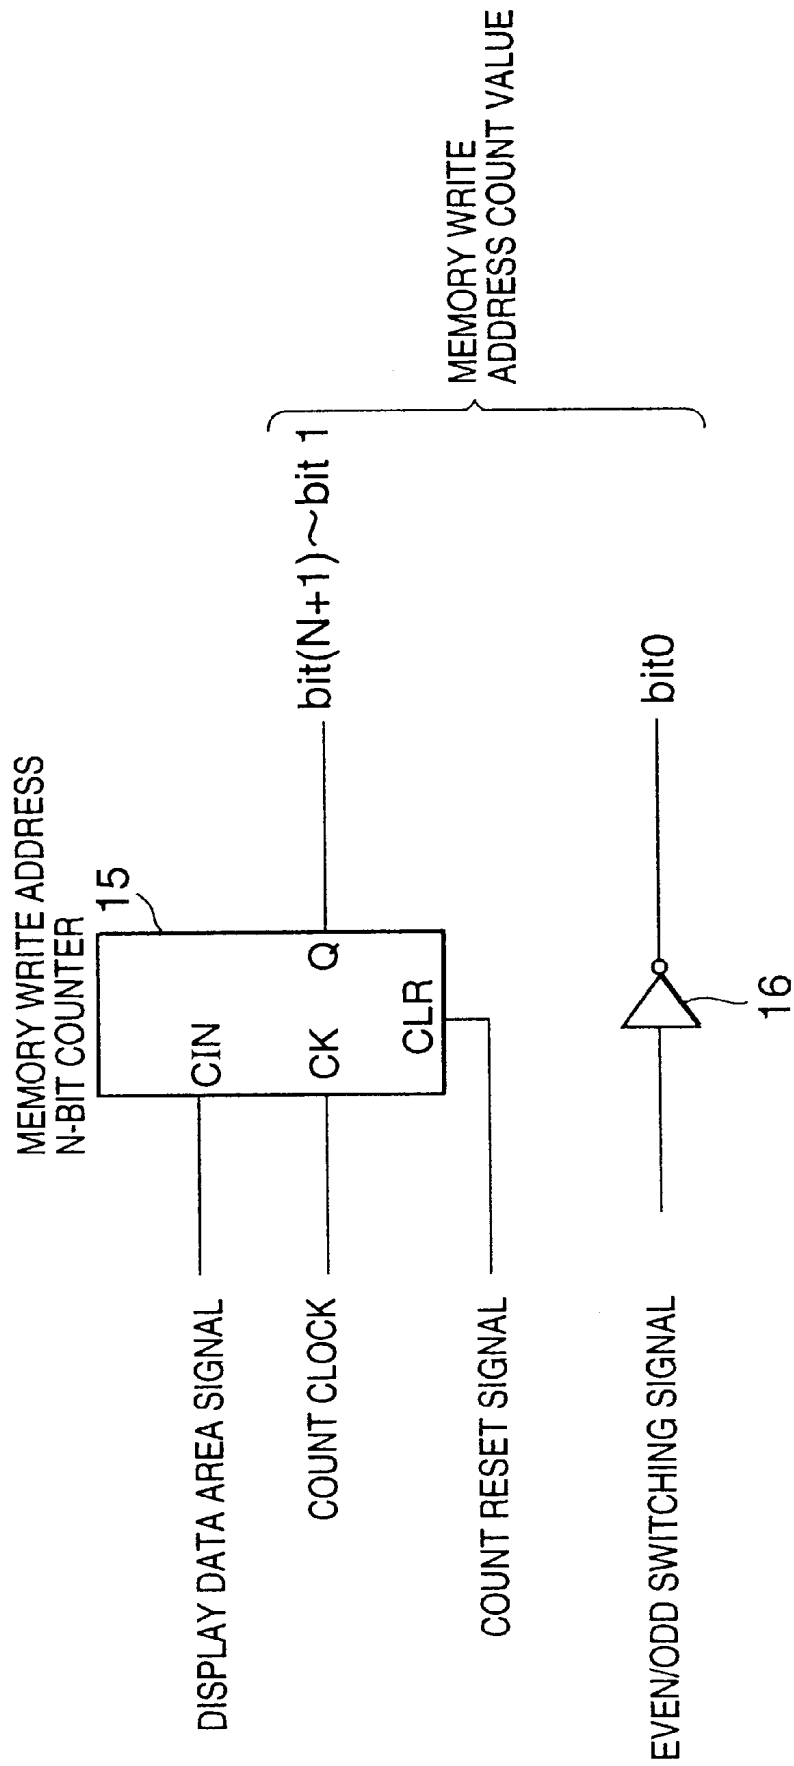 MEMORY WRITE ADDRESS
N-BIT COUNTER
15
DISPLAY DATA AREA SIGNAL
CIN
COUNT CLOCK
CK
Q
bit(N+1)～bit 1
CLR
COUNT RESET SIGNAL
MEMORY WRITE
ADDRESS COUNT VALUE
EVEN/ODD SWITCHING SIGNAL
bit0
16